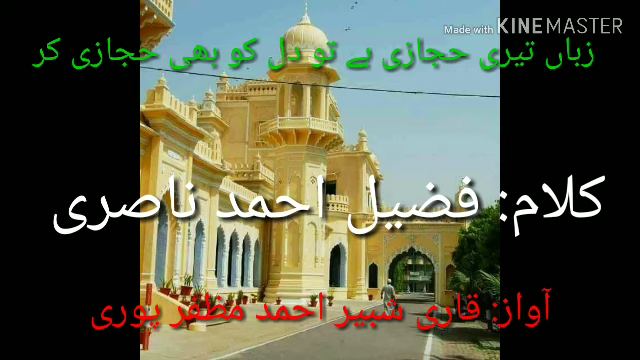 Made with KINEMASTER
زباں تیری حجازی ہے تو دل کو بھی حجازی کر
کلام: فضیل احمد ناصری
آواز: قاری شبیر احمد مظفر پوری